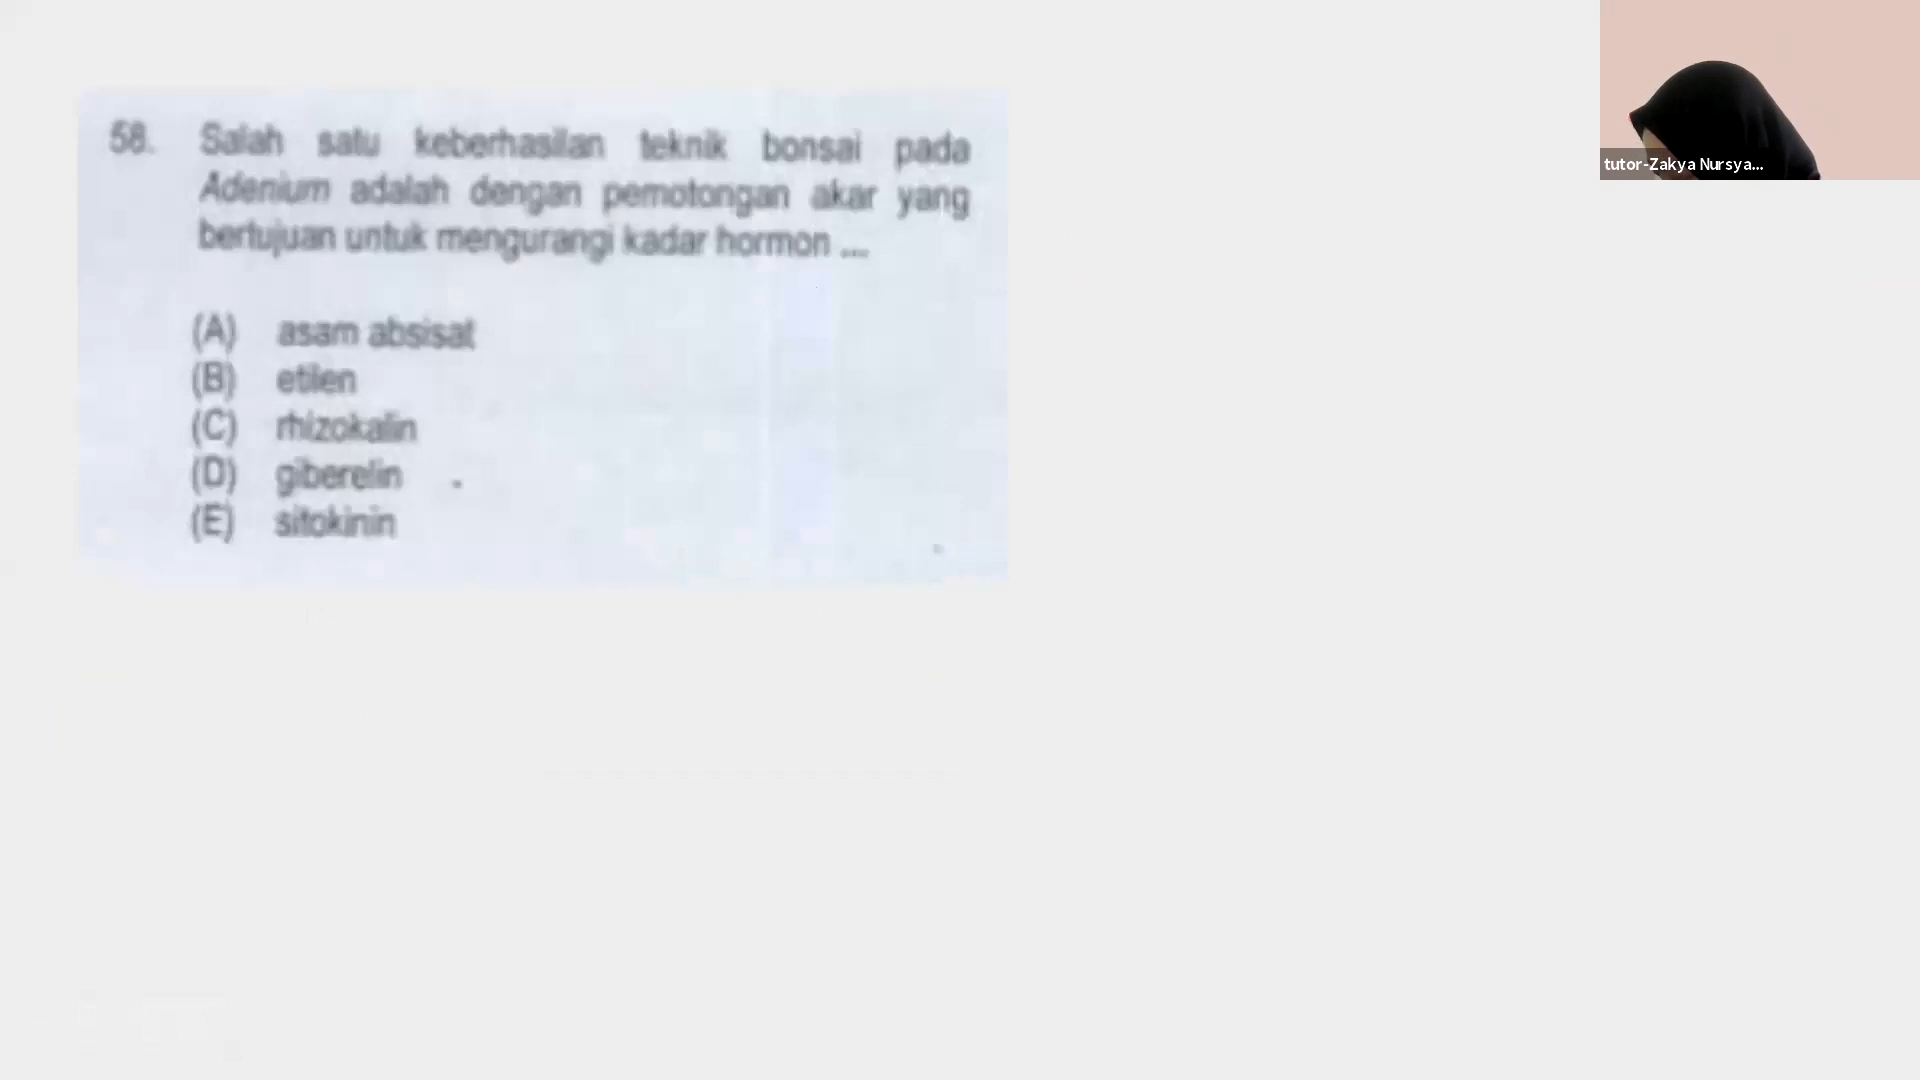 58. Salah satu keberhasilan teknik bonsai pada
Adenium adalah dengan pemotongan akar yang
bertujuan untuk mengurangi kadar hormon ...
(A) asam absisat
(B) etilen
(C) rhizokalin
(D) giberelin
(E) sitokinin
tutor-Zakya Nursya...